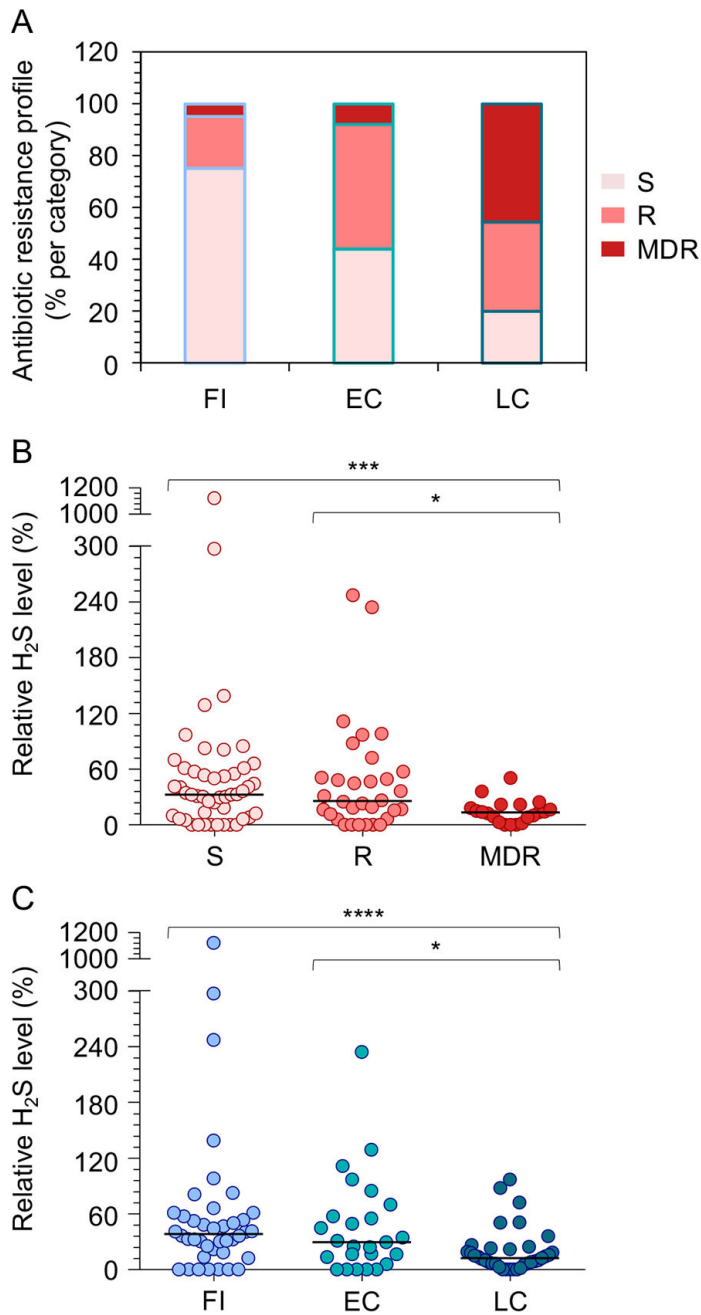 A
Antibiotic resistance profile
(% per category)
120
100
80
60
40
20
0
FI EC LC
S
R
MDR
B
Relative H₂S level (%)
1200
1000
300
240
180
120
60
0
***
*
S R MDR
C
Relative H₂S level (%)
1200
1000
300
240
180
120
60
0
****
*
FI EC LC